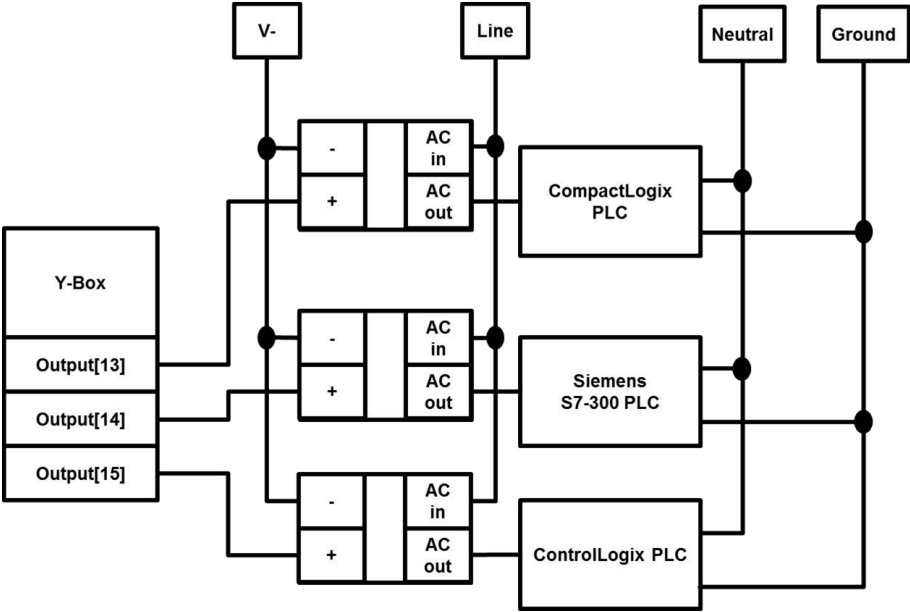 V-
Line
Neutral
Ground
-
AC
in
+
AC
out
CompactLogix
PLC
Y-Box
Output[13]
Output[14]
Output[15]
-
AC
in
+
AC
out
Siemens
S7-300 PLC
-
AC
in
+
AC
out
ControlLogix PLC